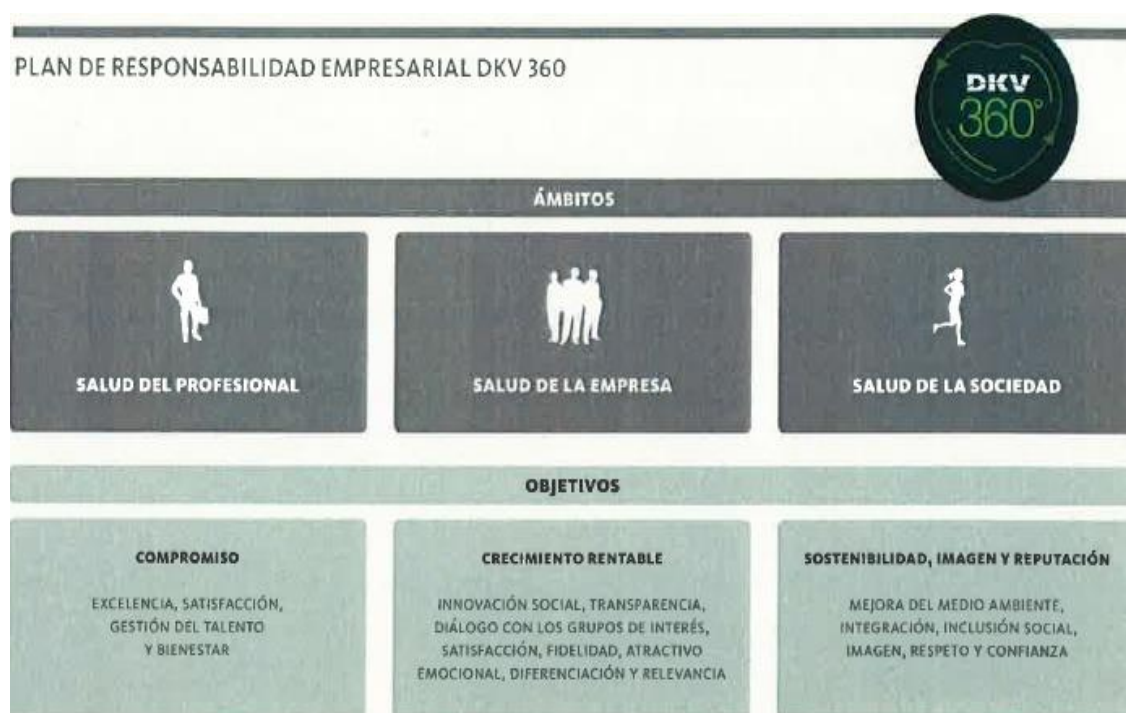 PLAN DE RESPONSABILIDAD EMPRESARIAL DKV 360
DKV
360°
ÁMBITOS
SALUD DEL PROFESIONAL
SALUD DE LA EMPRESA
SALUD DE LA SOCIEDAD
OBJETIVOS
COMPROMISO
EXCELENCIA, SATISFACCIÓN,
GESTIÓN DEL TALENTO
Y BIENESTAR
CRECIMIENTO RENTABLE
INNOVACIÓN SOCIAL, TRANSPARENCIA,
DIÁLOGO CON LOS GRUPOS DE INTERÉS,
SATISFACCIÓN, FIDELIDAD, ATRACTIVO
EMOCIONAL, DIFERENCIACIÓN Y RELEVANCIA
SOSTENIBILIDAD, IMAGEN Y REPUTACIÓN
MEJORA DEL MEDIO AMBIENTE,
INTEGRACIÓN, INCLUSIÓN SOCIAL,
IMAGEN, RESPETO Y CONFIANZA